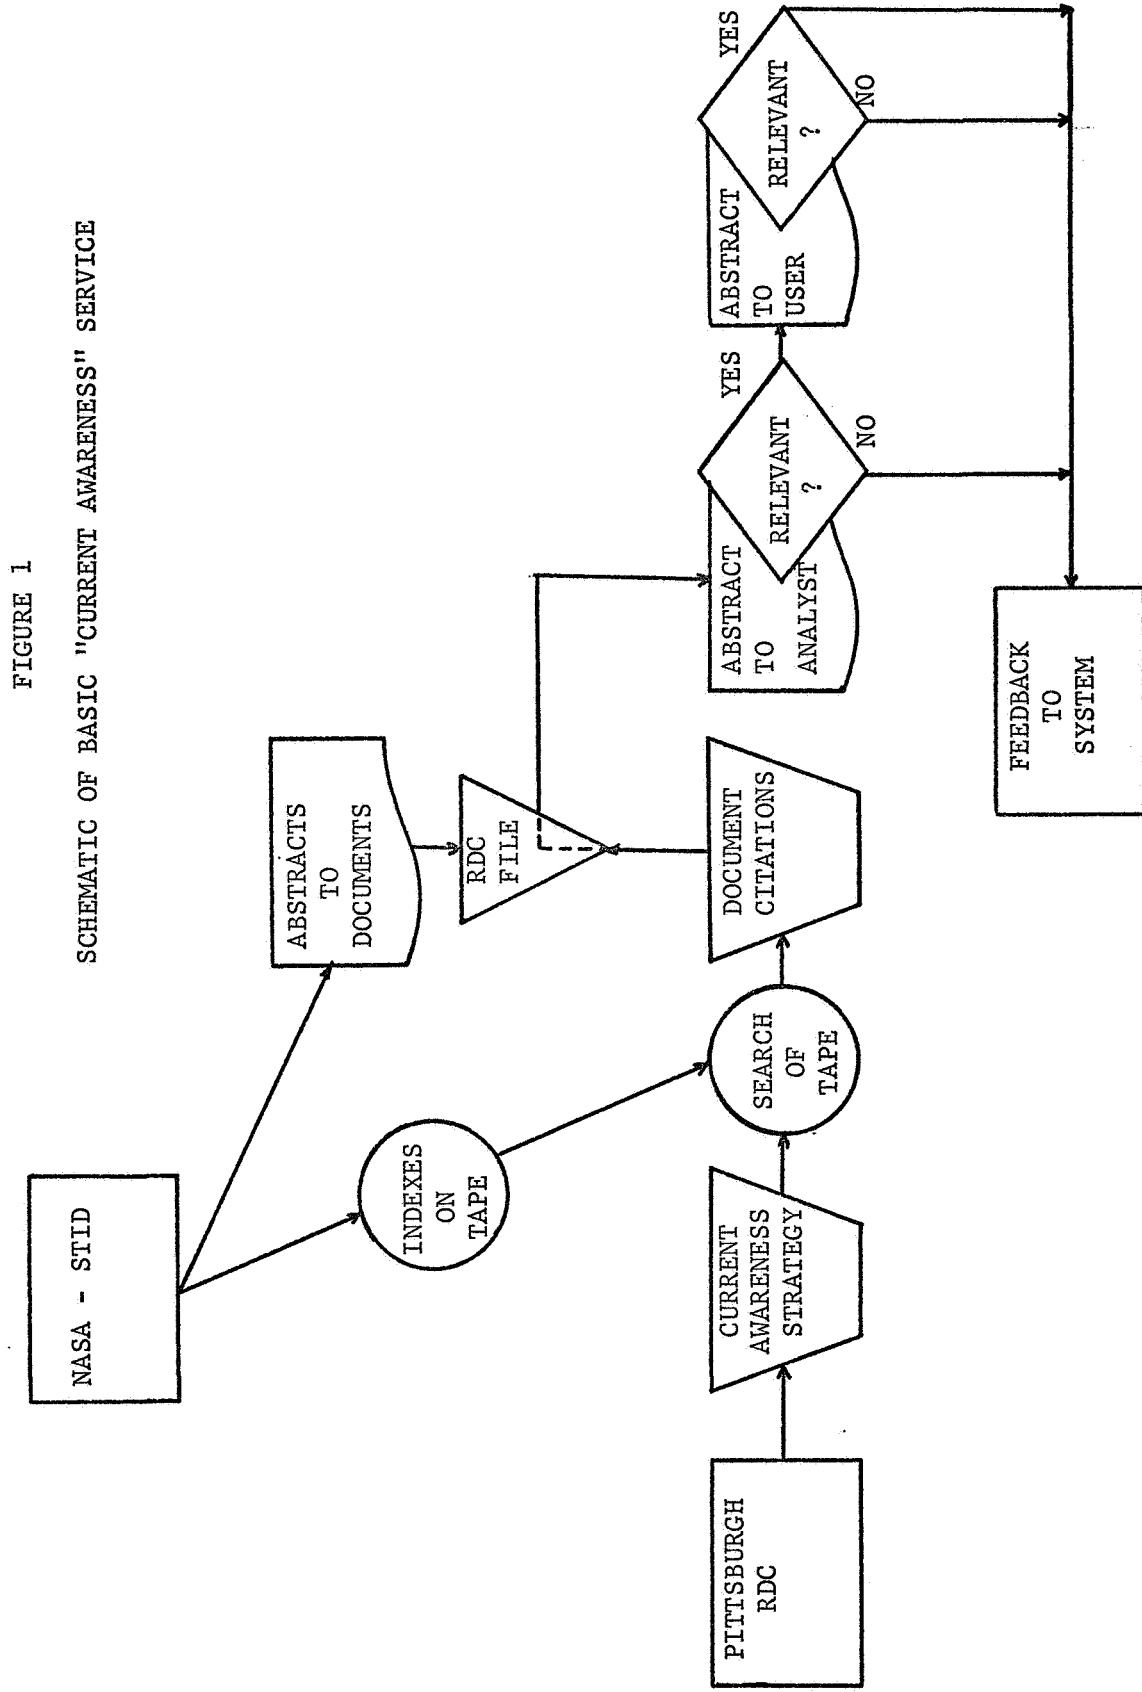 FIGURE 1
SCHEMATIC OF BASIC "CURRENT AWARENESS" SERVICE
NASA - STID
ABSTRACTS
TO
DOCUMENTS
INDEXES
ON
TAPE
RDC
FILE
PITTSBURGH
RDC
CURRENT
AWARENESS
STRATEGY
SEARCH
OF
TAPE
DOCUMENT
CITATIONS
ABSTRACT
TO
ANALYST
RELEVANT
?
YES
NO
ABSTRACT
TO
USER
RELEVANT
?
YES
NO
FEEDBACK
TO
SYSTEM